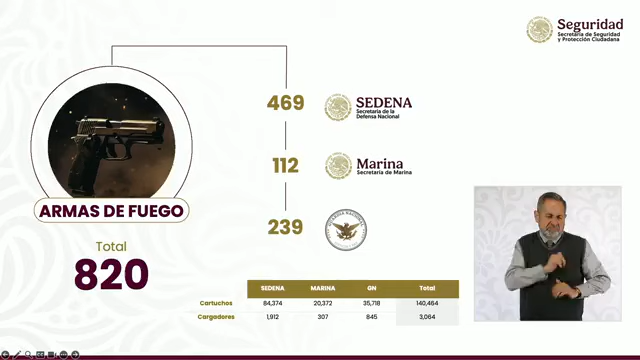 Seguridad
Secretaría de Seguridad
y Protección Ciudadana
469
SEDENA
Secretaría de la
Defensa Nacional
112
Marina
Secretaría de Marina
239
GUARDIA NACIONAL
ARMAS DE FUEGO
Total
820
SEDENA MARINA GN Total
Cartuchos 84,374 20,372 35,718 140,464
Cargadores 1,912 307 845 3,064